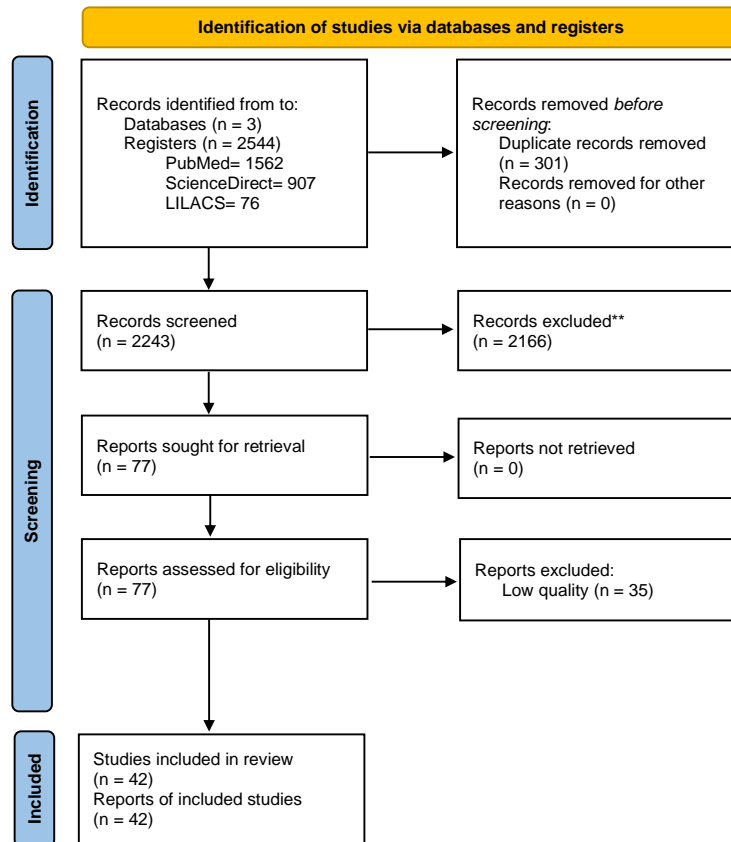 Identification of studies via databases and registers
Identification
Records identified from to:
Databases (n = 3)
Registers (n = 2544)
PubMed= 1562
ScienceDirect= 907
LILACS= 76
Records removed before
screening:
Duplicate records removed
(n = 301)
Records removed for other
reasons (n = 0)
Screening
Records screened
(n = 2243)
Records excluded**
(n = 2166)
Reports sought for retrieval
(n = 77)
Reports not retrieved
(n = 0)
Reports assessed for eligibility
(n = 77)
Reports excluded:
Low quality (n = 35)
Included
Studies included in review
(n = 42)
Reports of included studies
(n = 42)